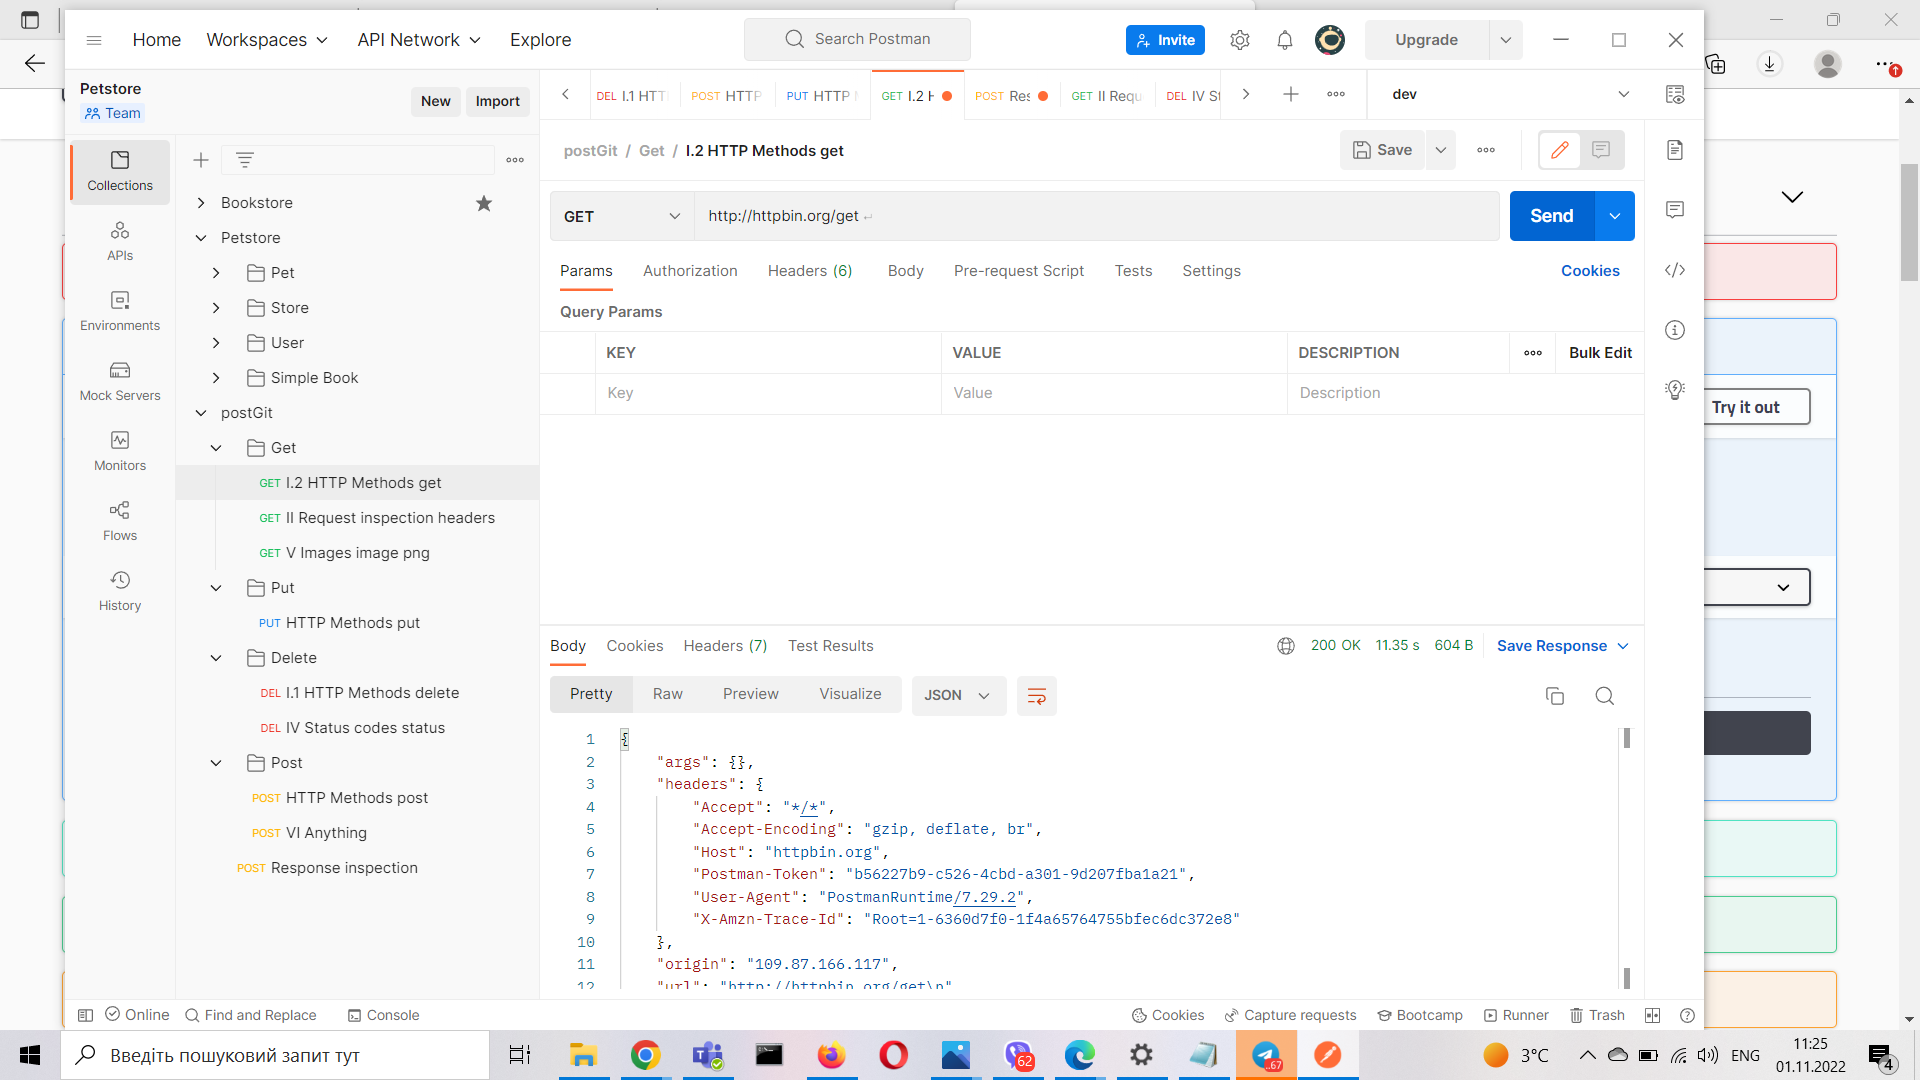 Home Workspaces API Network Explore Search Postman Invite Upgrade
Petstore
Team
New Import
DEL I.1 HTT POST HTTP PUT HTTP GET I.2 H POST Res GET II Requ DEL IV St dev
Collections
APIs
Environments
Mock Servers
Monitors
Flows
History
Bookstore
Petstore
Pet
Store
User
Simple Book
postGit
Get
GET I.2 HTTP Methods get
GET II Request inspection headers
GET V Images image png
Put
PUT HTTP Methods put
Delete
DEL I.1 HTTP Methods delete
DEL IV Status codes status
Post
POST HTTP Methods post
POST VI Anything
POST Response inspection
postGit / Get / I.2 HTTP Methods get
Save
GET http://httpbin.org/get
Send
Params Authorization Headers (6) Body Pre-request Script Tests Settings Cookies
Query Params
KEY VALUE DESCRIPTION Bulk Edit
Key Value Description
Try it out
Body Cookies Headers (7) Test Results 200 OK 11.35 s 604 B Save Response
Pretty Raw Preview Visualize JSON
1 {
2 "args": {},
3 "headers": {
4 "Accept": "*/*",
5 "Accept-Encoding": "gzip, deflate, br",
6 "Host": "httpbin.org",
7 "Postman-Token": "b56227b9-c526-4cbd-a301-9d207fba1a21",
8 "User-Agent": "PostmanRuntime/7.29.2",
9 "X-Amzn-Trace-Id": "Root=1-6360d7f0-1f4a65764755bfec6dc372e8"
10 },
11 "origin": "109.87.166.117",
12 "url": "http://httpbin.org/get\n"
Online Find and Replace Console Cookies Capture requests Bootcamp Runner Trash
Введіть пошуковий запит тут
62
67
3°C
ENG
11:25
01.11.2022
4